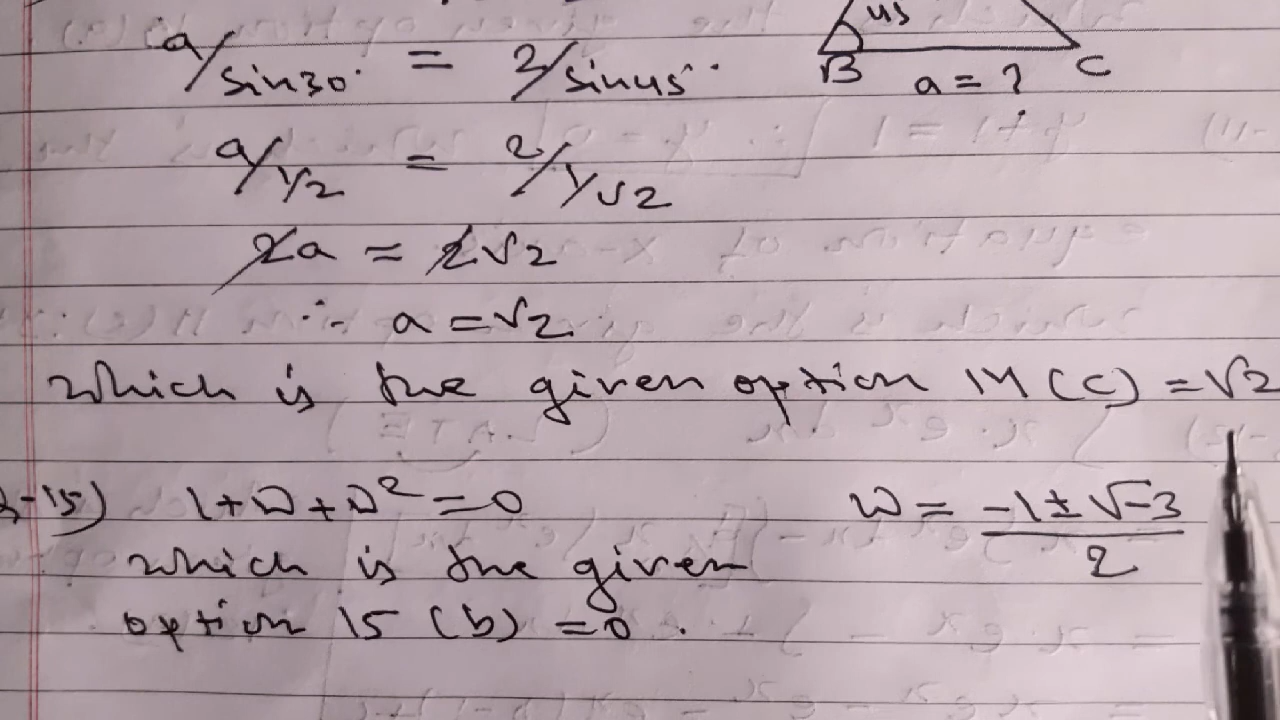 a/sin30° = 2/sin45°
45
B C
a = ?
a/1/2 = 2/1/√2
2a = 2√2
∴ a = √2
which is the given option 14 (c) = √2
-15) 1+ω+ω² = 0
ω = -1±√-3 / 2
which is the given
option 15 (b) = 0.